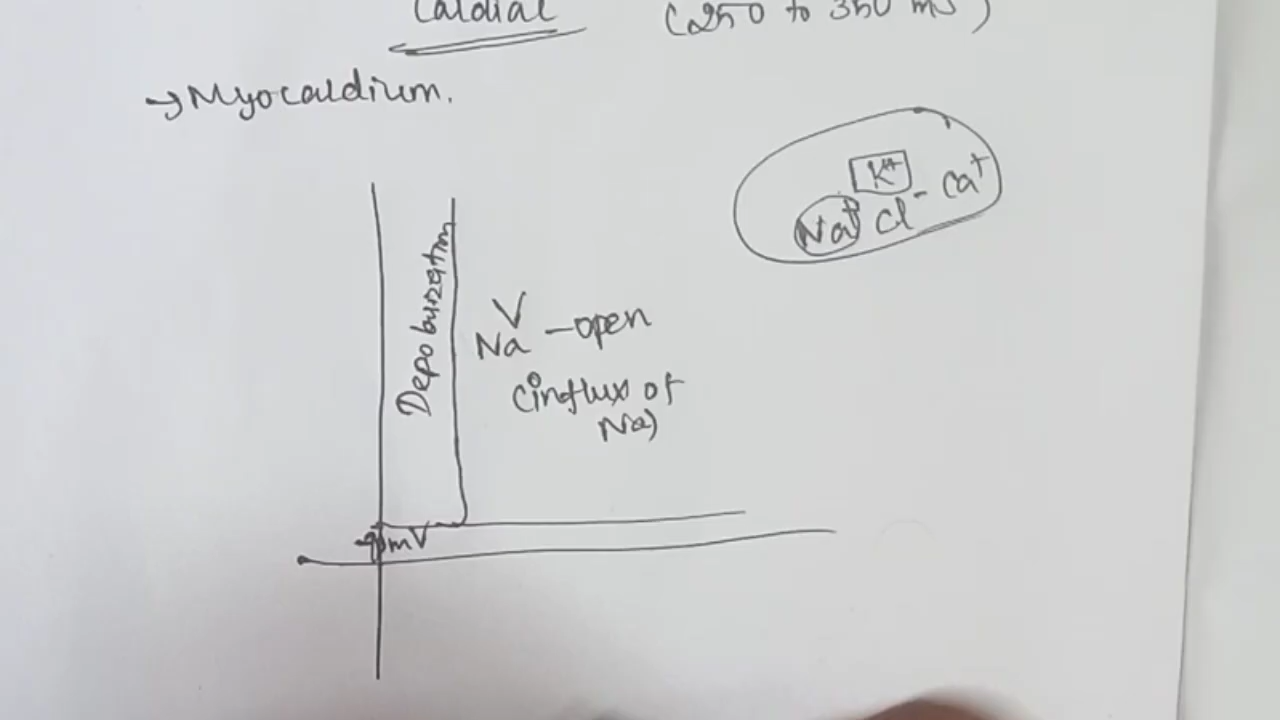 Cardial (250 to 350 ms)
→ Myocardium.
K+
Na+ Cl- Ca+
Depolarization
V
Na - open
(influx of
Na)
-90mV